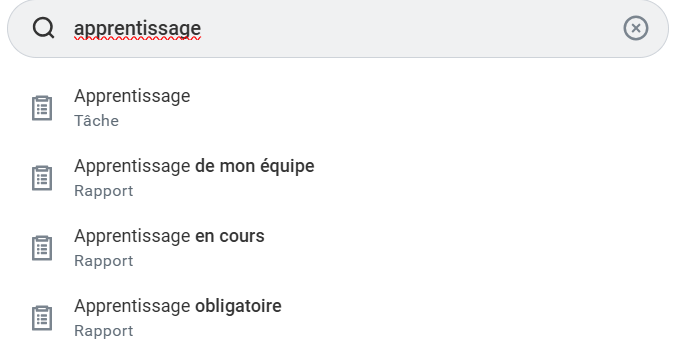 apprentissage
Apprentissage
Tâche
Apprentissage de mon équipe
Rapport
Apprentissage en cours
Rapport
Apprentissage obligatoire
Rapport